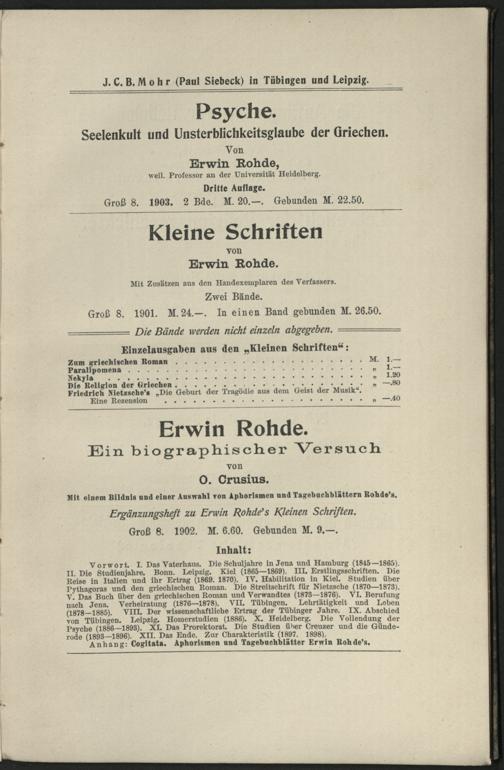 J. C. B. Mohr (Paul Siebeck) in Tübingen und Leipzig.
Psyche.
Seelenkult und Unsterblichkeitsglaube der Griechen.
Von
Erwin Rohde,
weil. Professor an der Universität Heidelberg.
Dritte Auflage.
Groß 8. 1903. 2 Bde. M. 20.—. Gebunden M. 22.50.
Kleine Schriften
von
Erwin Rohde.
Mit Zusätzen aus den Handexemplaren des Verfassers.
Zwei Bände.
Groß 8. 1901. M. 24.—. In einen Band gebunden M. 26.50.
Die Bände werden nicht einzeln abgegeben.
Einzelausgaben aus den „Kleinen Schriften“:
Zum griechischen Roman . . . . . . . . . . . . . . . . . M. 1.—
Paralipomena . . . . . . . . . . . . . . . . . . . . . „ 1.—
Nekyia . . . . . . . . . . . . . . . . . . . . . . . . „ 1.20
Die Religion der Griechen . . . . . . . . . . . . . . . . „ —.80
Friedrich Nietzsche's „Die Geburt der Tragödie aus dem Geist der Musik“.
Eine Rezension . . . . . . . . . . . . . . . . . . „ —.40
Erwin Rohde.
Ein biographischer Versuch
von
O. Crusius.
Mit einem Bildnis und einer Auswahl von Aphorismen und Tagebuchblättern Rohde's.
Ergänzungsheft zu Erwin Rohde's Kleinen Schriften.
Groß 8. 1902. M. 6.60. Gebunden M. 9.—.
Inhalt:
Vorwort. I. Das Vaterhaus. Die Schuljahre in Jena und Hamburg (1845—1865).
II. Die Studienjahre. Bonn. Leipzig. Kiel (1865—1869). III. Erstlingsschriften. Die
Reise in Italien und ihr Ertrag (1869. 1870). IV. Habilitation in Kiel. Studien über
Pythagoras und den griechischen Roman. Die Streitschrift für Nietzsche (1870—1873).
V. Das Buch über den griechischen Roman und Verwandtes (1873—1876). VI. Berufung
nach Jena. Verheiratung (1876—1878). VII. Tübingen. Lehrtätigkeit und Leben
(1878—1885). VIII. Der wissenschaftliche Ertrag der Tübinger Jahre. IX. Abschied
von Tübingen. Leipzig. Homerstudien (1886). X. Heidelberg. Die Vollendung der
Psyche (1886—1893). XI. Das Prorektorat. Die Studien über Creuzer und die Günde-
rode (1893—1896). XII. Das Ende. Zur Charakteristik (1897. 1898).
Anhang: Cogitata. Aphorismen und Tagebuchblätter Erwin Rohde's.